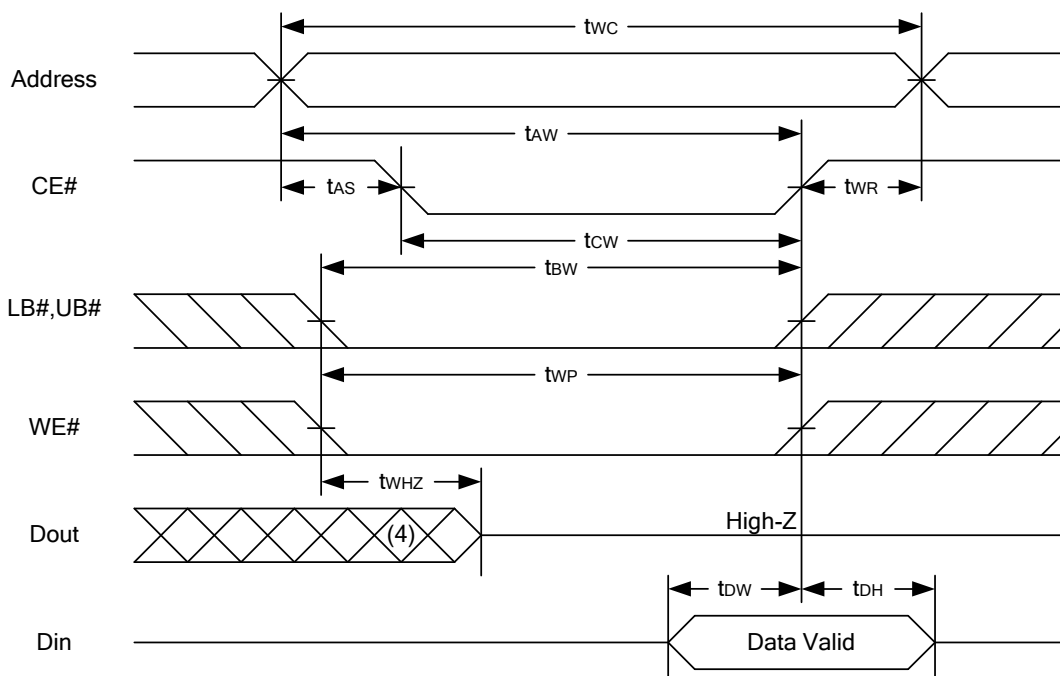 tWC
Address
tAW
CE#
tAS
tWR
tCW
tBW
LB#,UB#
tWP
WE#
tWHZ
Dout
(4)
High-Z
tDW
tDH
Din
Data Valid